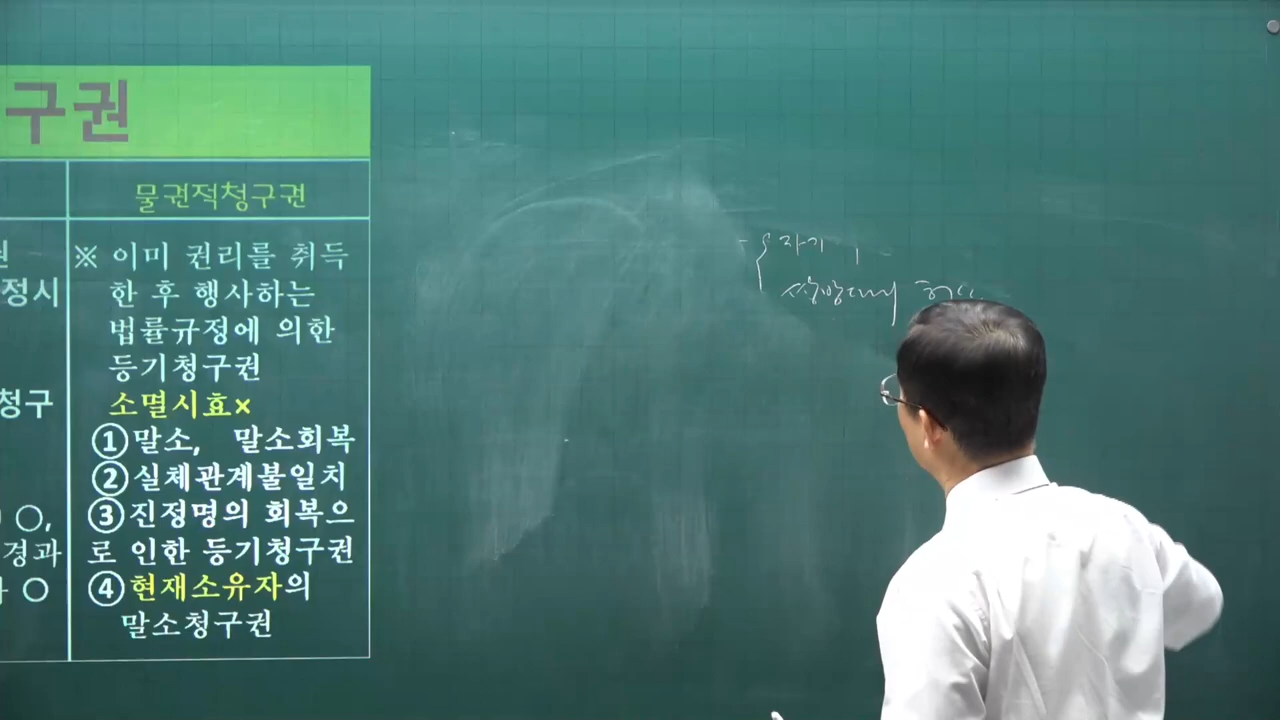 구권
물권적청구권
※ 이미 권리를 취득
한 후 행사하는
법률규정에 의한
등기청구권
소멸시효x
①말소, 말소회복
②실체관계불일치
③진정명의 회복으
로 인한 등기청구권
④현재소유자의
말소청구권
정시
청구
○,
경과
○
자기